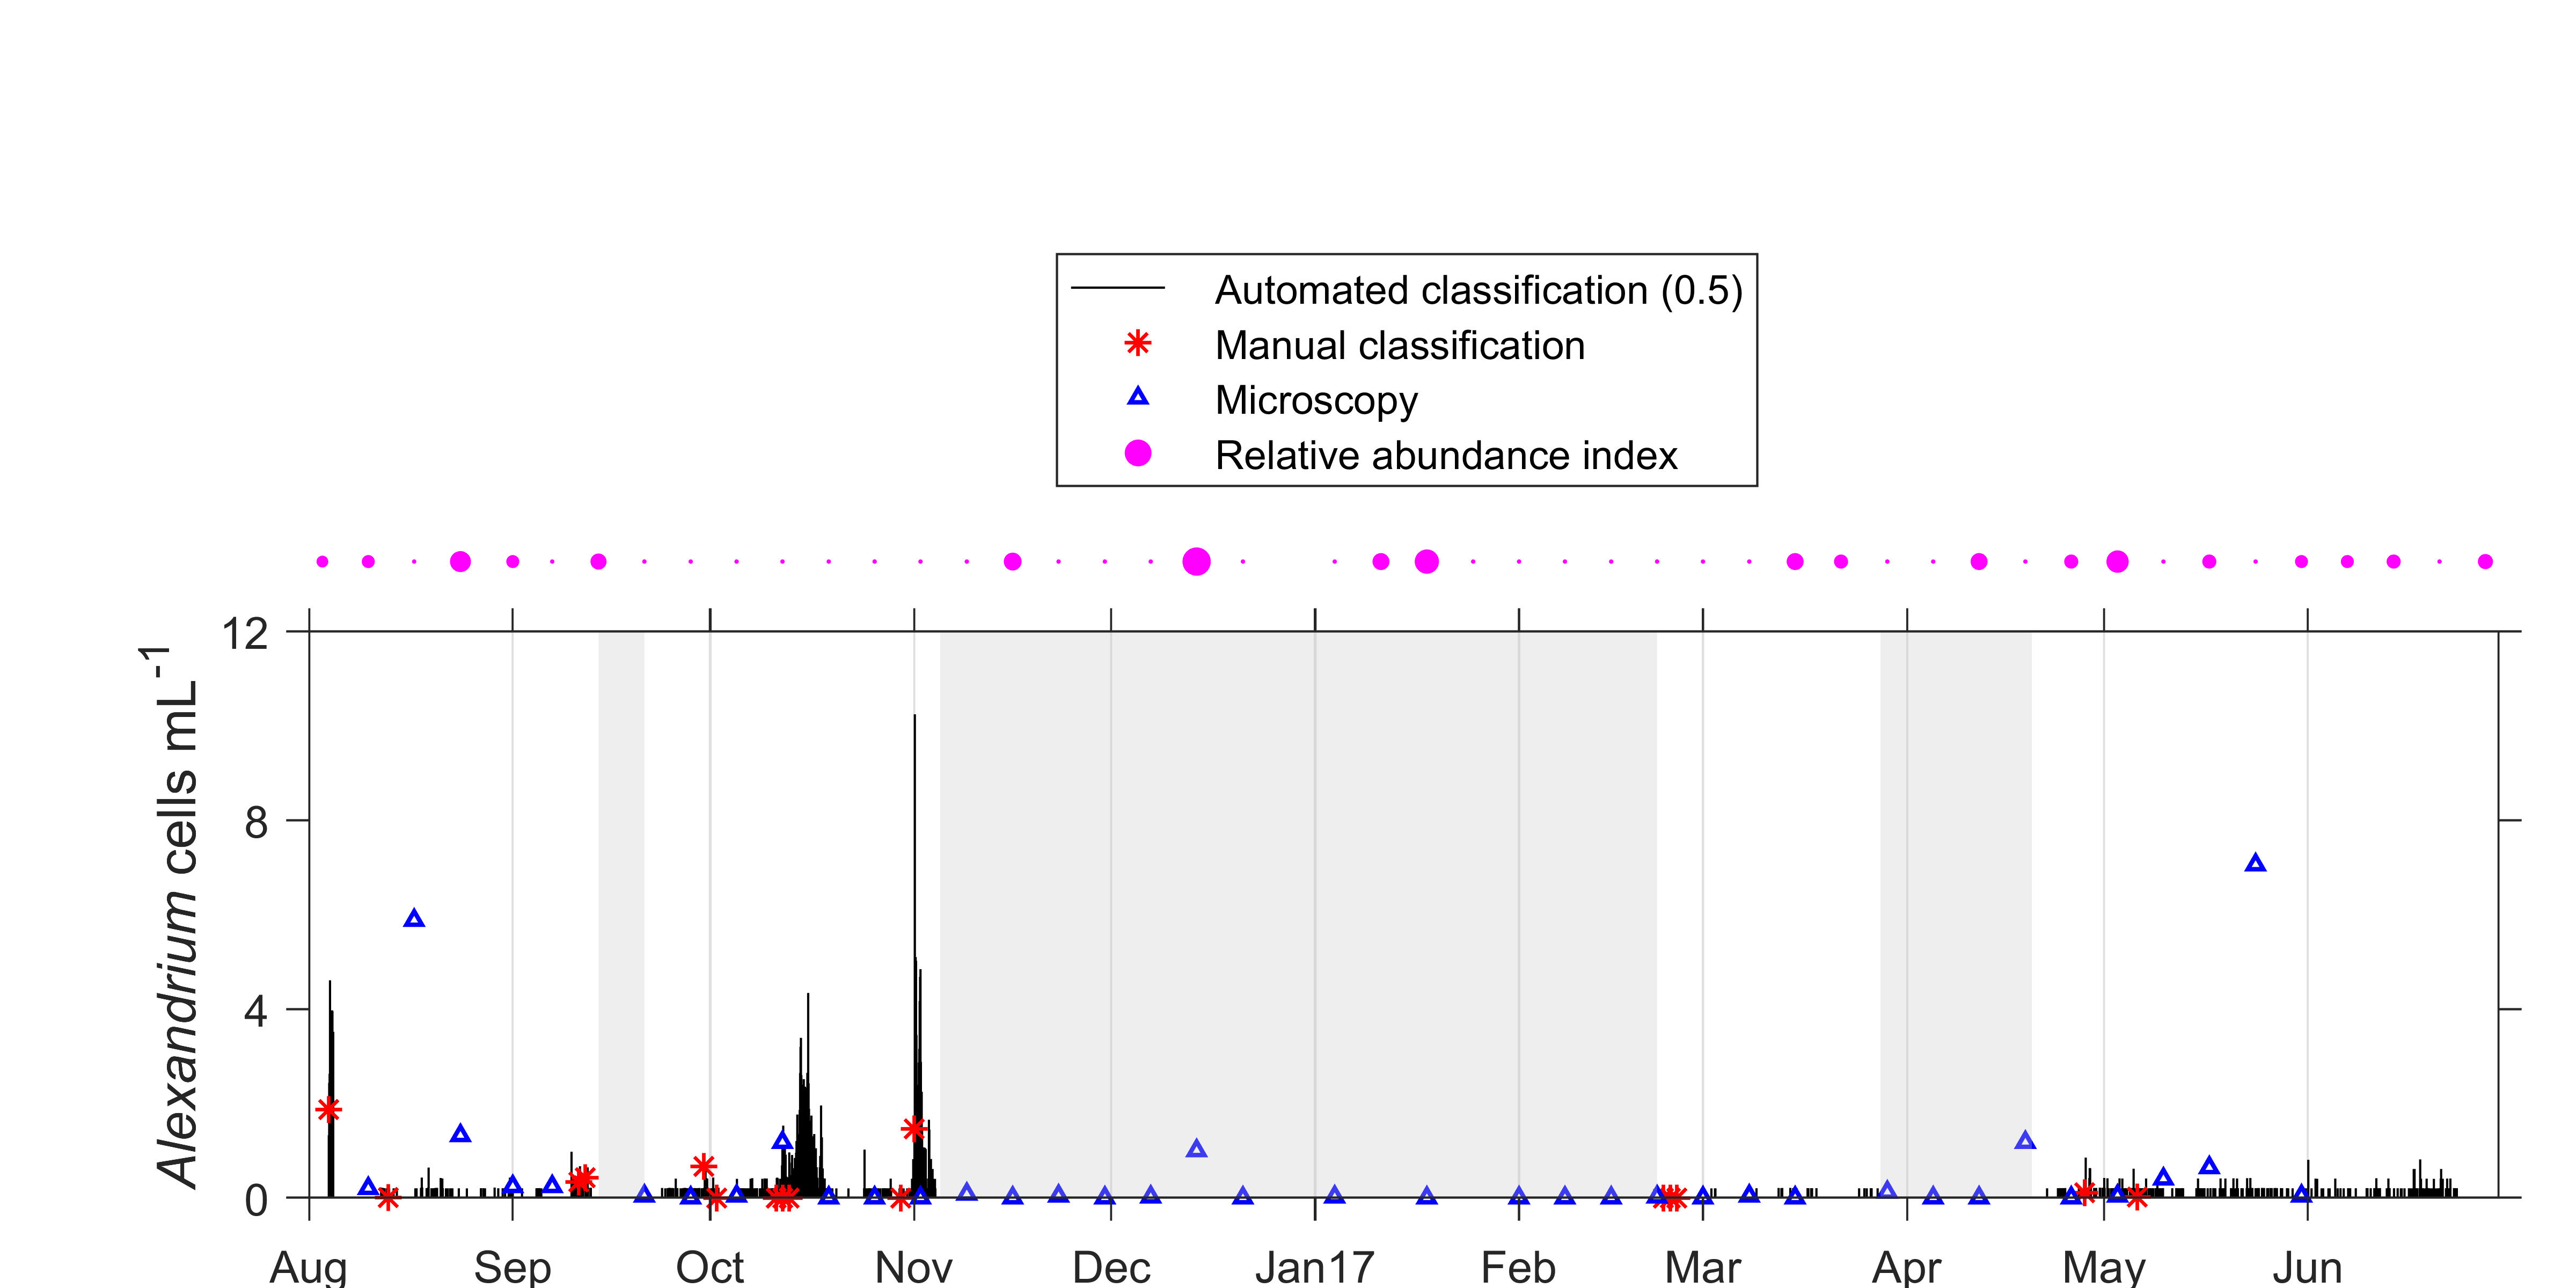 Automated classification (0.5)
Manual classification
Microscopy
Relative abundance index
Alexandrium cells mL-1
12
8
4
0
Aug Sep Oct Nov Dec Jan17 Feb Mar Apr May Jun